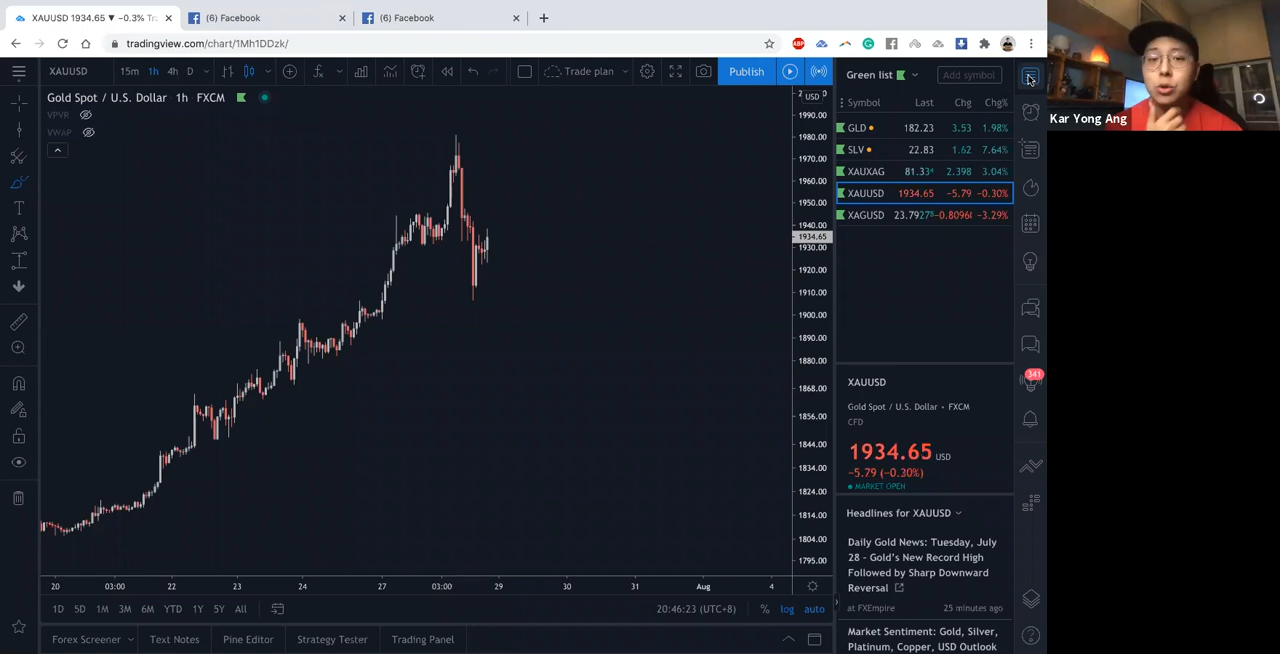 XAUUSD 1934.65 ▼ −0.3% Tr
(6) Facebook
(6) Facebook
tradingview.com/chart/1Mh1DDzk/
ABP
XAUUSD
15m 1h 4h D
Trade plan
Publish
Gold Spot / U.S. Dollar 1h FXCM
VPVR
VWAP
USD
1990.00
1980.00
1970.00
1960.00
1950.00
1940.00
1934.65
1930.00
1920.00
1910.00
1900.00
1890.00
1880.00
1868.00
1856.00
1844.00
1834.00
1824.00
1813.00
1804.00
1795.00
20 03:00 22 23 24 27 03:00 29 30 31 Aug 4
1D 5D 1M 3M 6M YTD 1Y 5Y All
20:46:23 (UTC+8) % log auto
Forex Screener Text Notes Pine Editor Strategy Tester Trading Panel
Green list
Add symbol
Symbol Last Chg Chg%
GLD 182.23 3.53 1.98%
SLV 22.83 1.62 7.64%
XAUXAG 81.334 2.398 3.04%
XAUUSD 1934.65 −5.79 −0.30%
XAGUSD 23.7927 -0.8096 -3.29%
XAUUSD
Gold Spot / U.S. Dollar • FXCM
CFD
1934.65 USD
−5.79 (−0.30%)
MARKET OPEN
Headlines for XAUUSD
Daily Gold News: Tuesday, July
28 - Gold's New Record High
Followed by Sharp Downward
Reversal
at FXEmpire 25 minutes ago
Market Sentiment: Gold, Silver,
Platinum, Copper, USD Outlook
341
Kar Yong Ang